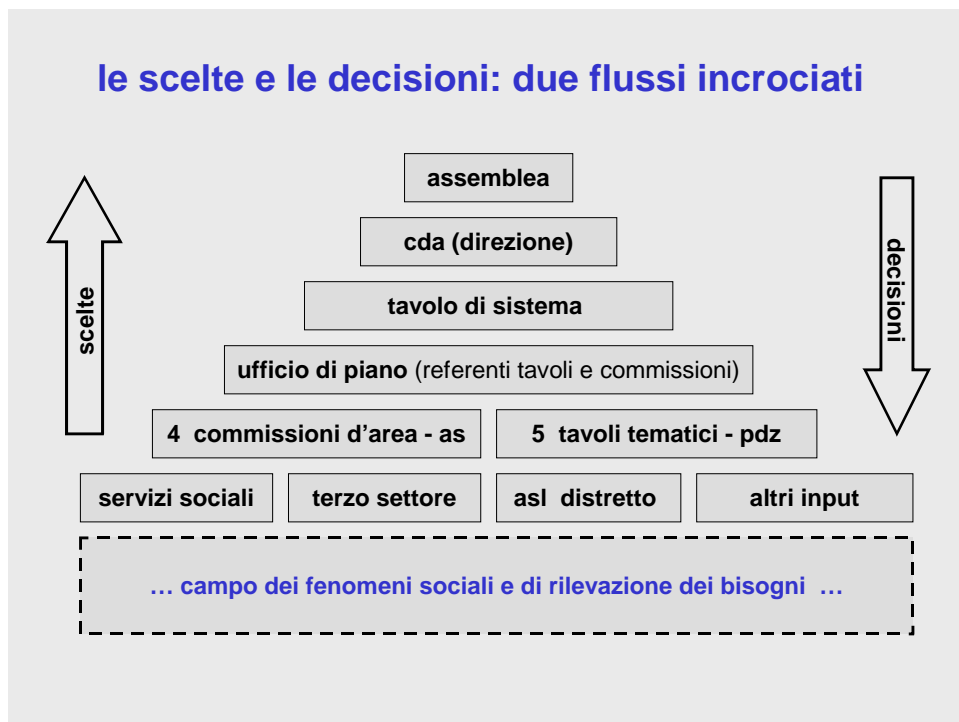 le scelte e le decisioni: due flussi incrociati
assemblea
cda (direzione)
tavolo di sistema
ufficio di piano (referenti tavoli e commissioni)
4 commissioni d'area - as
5 tavoli tematici - pdz
servizi sociali
terzo settore
asl distretto
altri input
… campo dei fenomeni sociali e di rilevazione dei bisogni …
scelte
decisioni